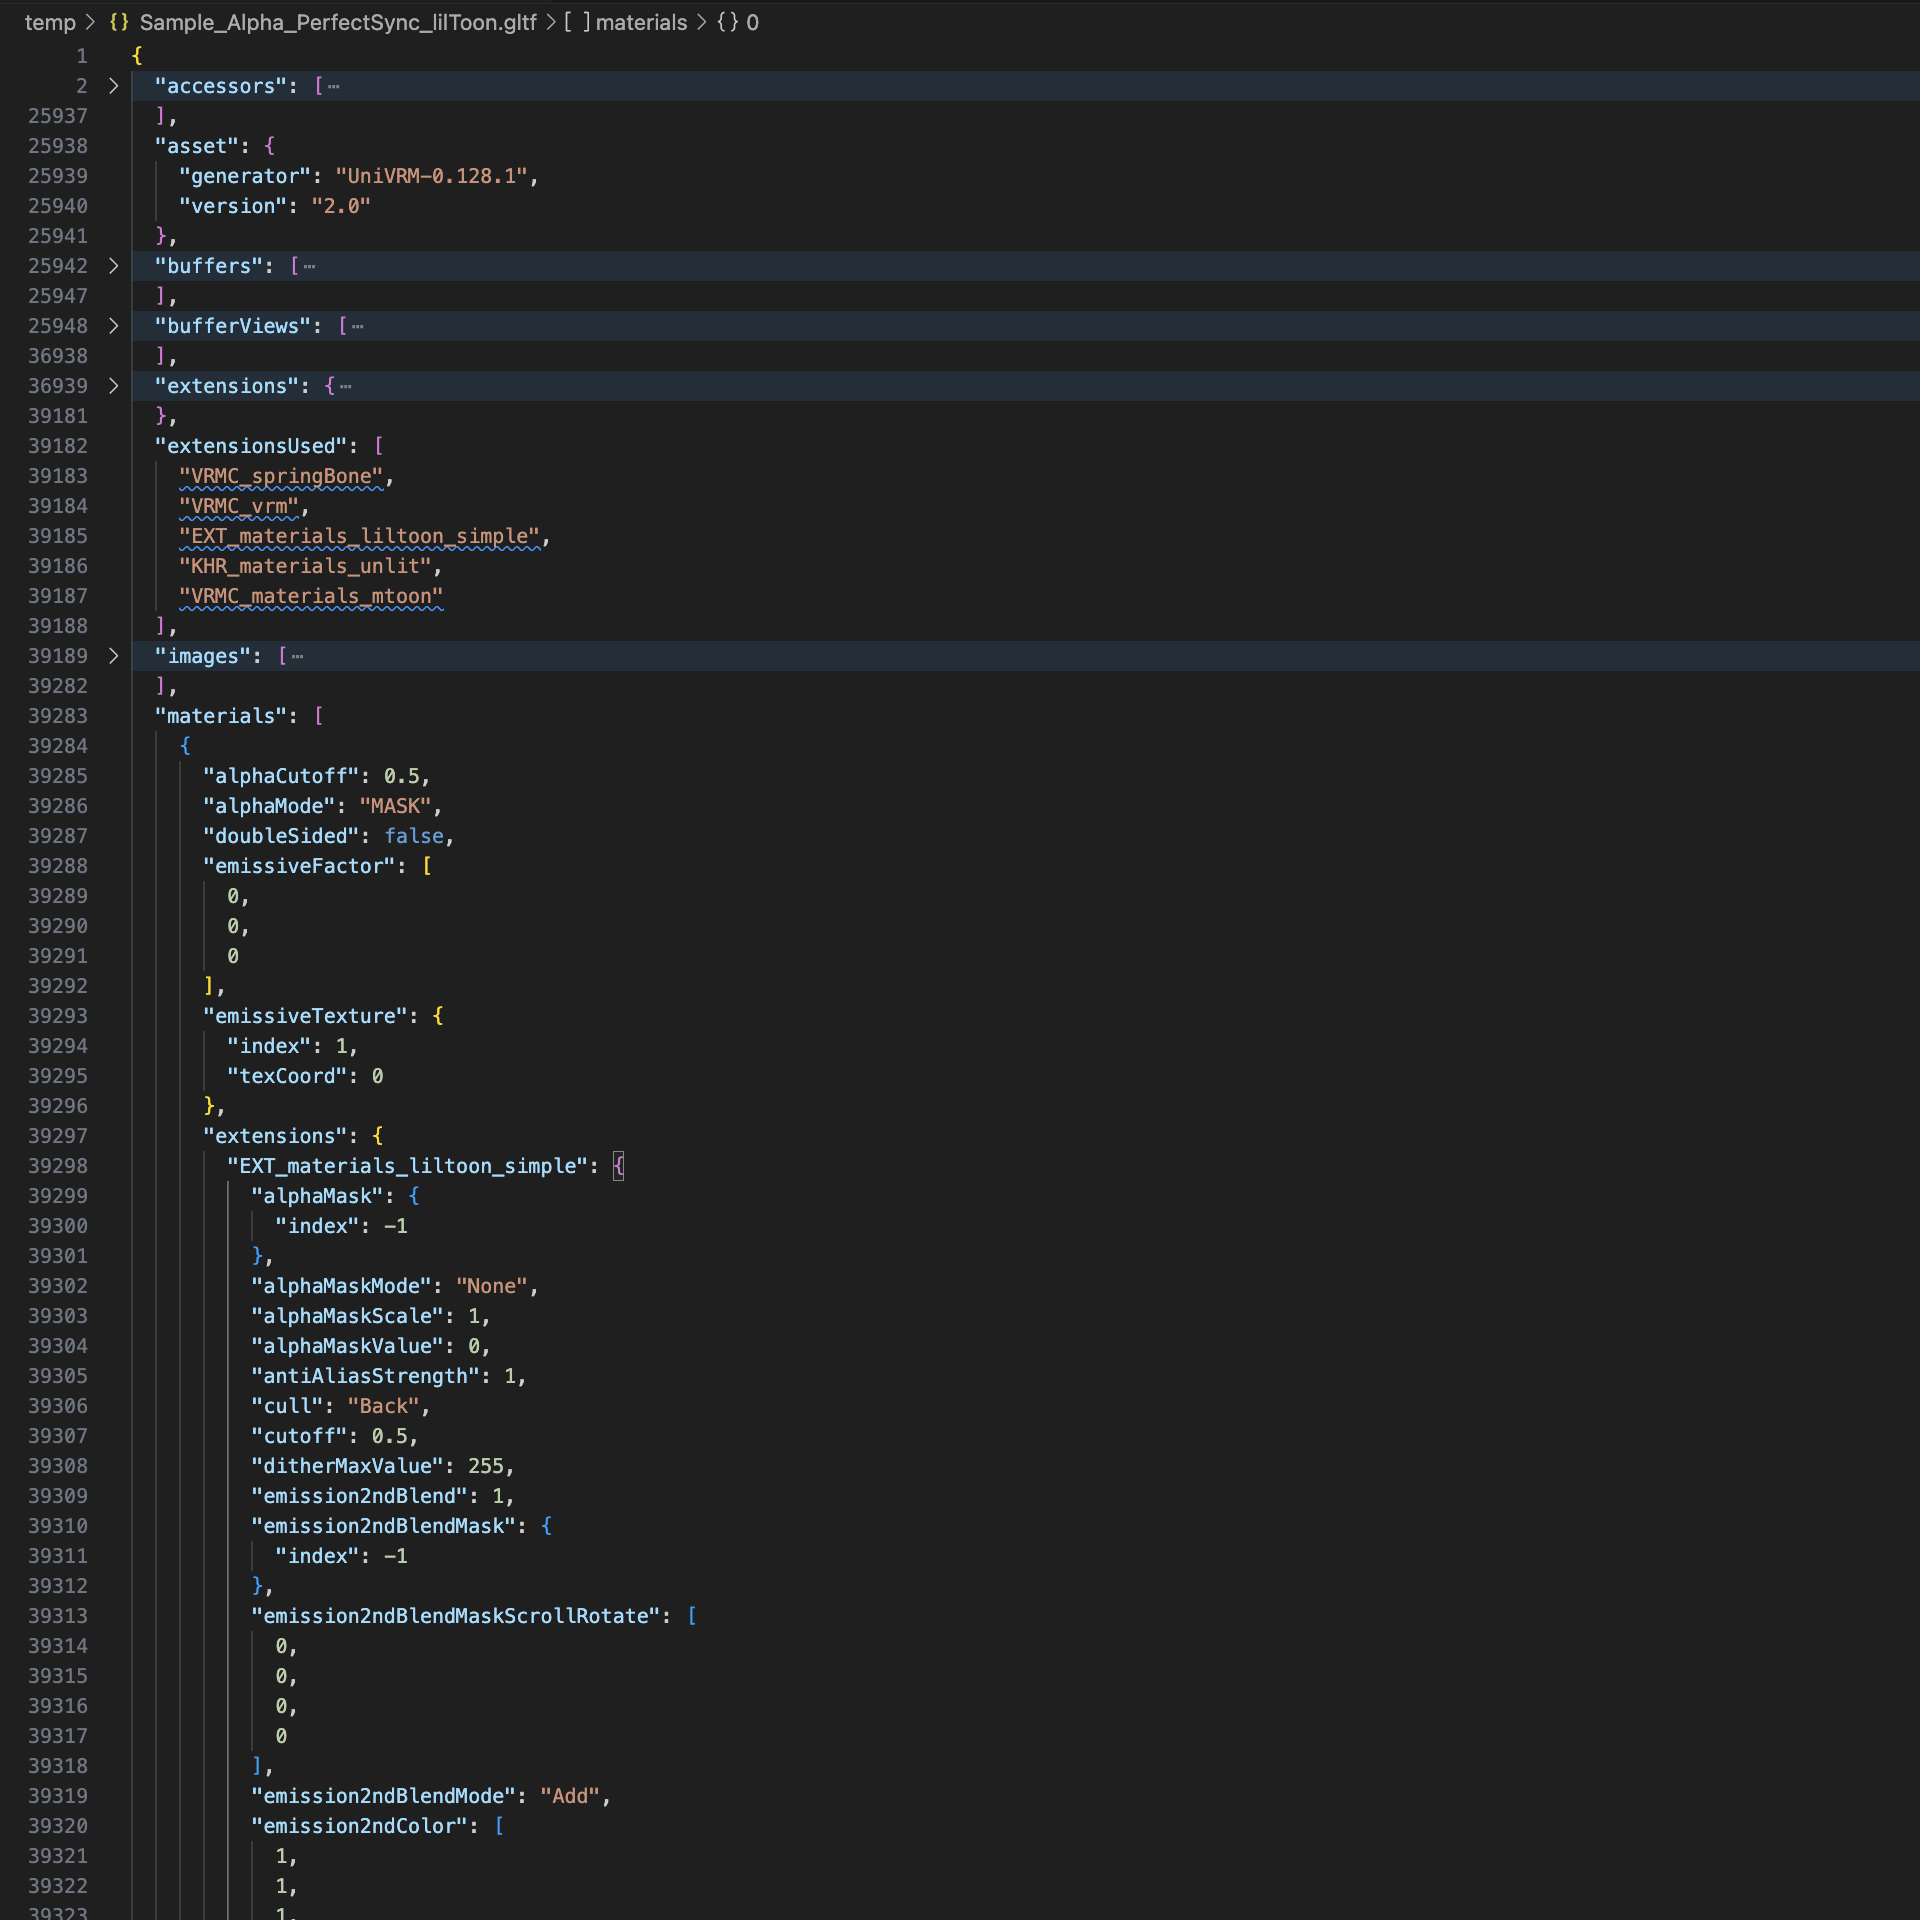 temp > {} Sample_Alpha_PerfectSync_lilToon.gltf > [ ] materials > {} 0
1 {
2 > "accessors": [⋯
25937 ],
25938 "asset": {
25939 "generator": "UniVRM-0.128.1",
25940 "version": "2.0"
25941 },
25942 > "buffers": [⋯
25947 ],
25948 > "bufferViews": [⋯
36938 ],
36939 > "extensions": {⋯
39181 },
39182 "extensionsUsed": [
39183 "VRMC_springBone",
39184 "VRMC_vrm",
39185 "EXT_materials_liltoon_simple",
39186 "KHR_materials_unlit",
39187 "VRMC_materials_mtoon"
39188 ],
39189 > "images": [⋯
39282 ],
39283 "materials": [
39284 {
39285 "alphaCutoff": 0.5,
39286 "alphaMode": "MASK",
39287 "doubleSided": false,
39288 "emissiveFactor": [
39289 0,
39290 0,
39291 0
39292 ],
39293 "emissiveTexture": {
39294 "index": 1,
39295 "texCoord": 0
39296 },
39297 "extensions": {
39298 "EXT_materials_liltoon_simple": {
39299 "alphaMask": {
39300 "index": -1
39301 },
39302 "alphaMaskMode": "None",
39303 "alphaMaskScale": 1,
39304 "alphaMaskValue": 0,
39305 "antiAliasStrength": 1,
39306 "cull": "Back",
39307 "cutoff": 0.5,
39308 "ditherMaxValue": 255,
39309 "emission2ndBlend": 1,
39310 "emission2ndBlendMask": {
39311 "index": -1
39312 },
39313 "emission2ndBlendMaskScrollRotate": [
39314 0,
39315 0,
39316 0,
39317 0
39318 ],
39319 "emission2ndBlendMode": "Add",
39320 "emission2ndColor": [
39321 1,
39322 1,
39323 1,